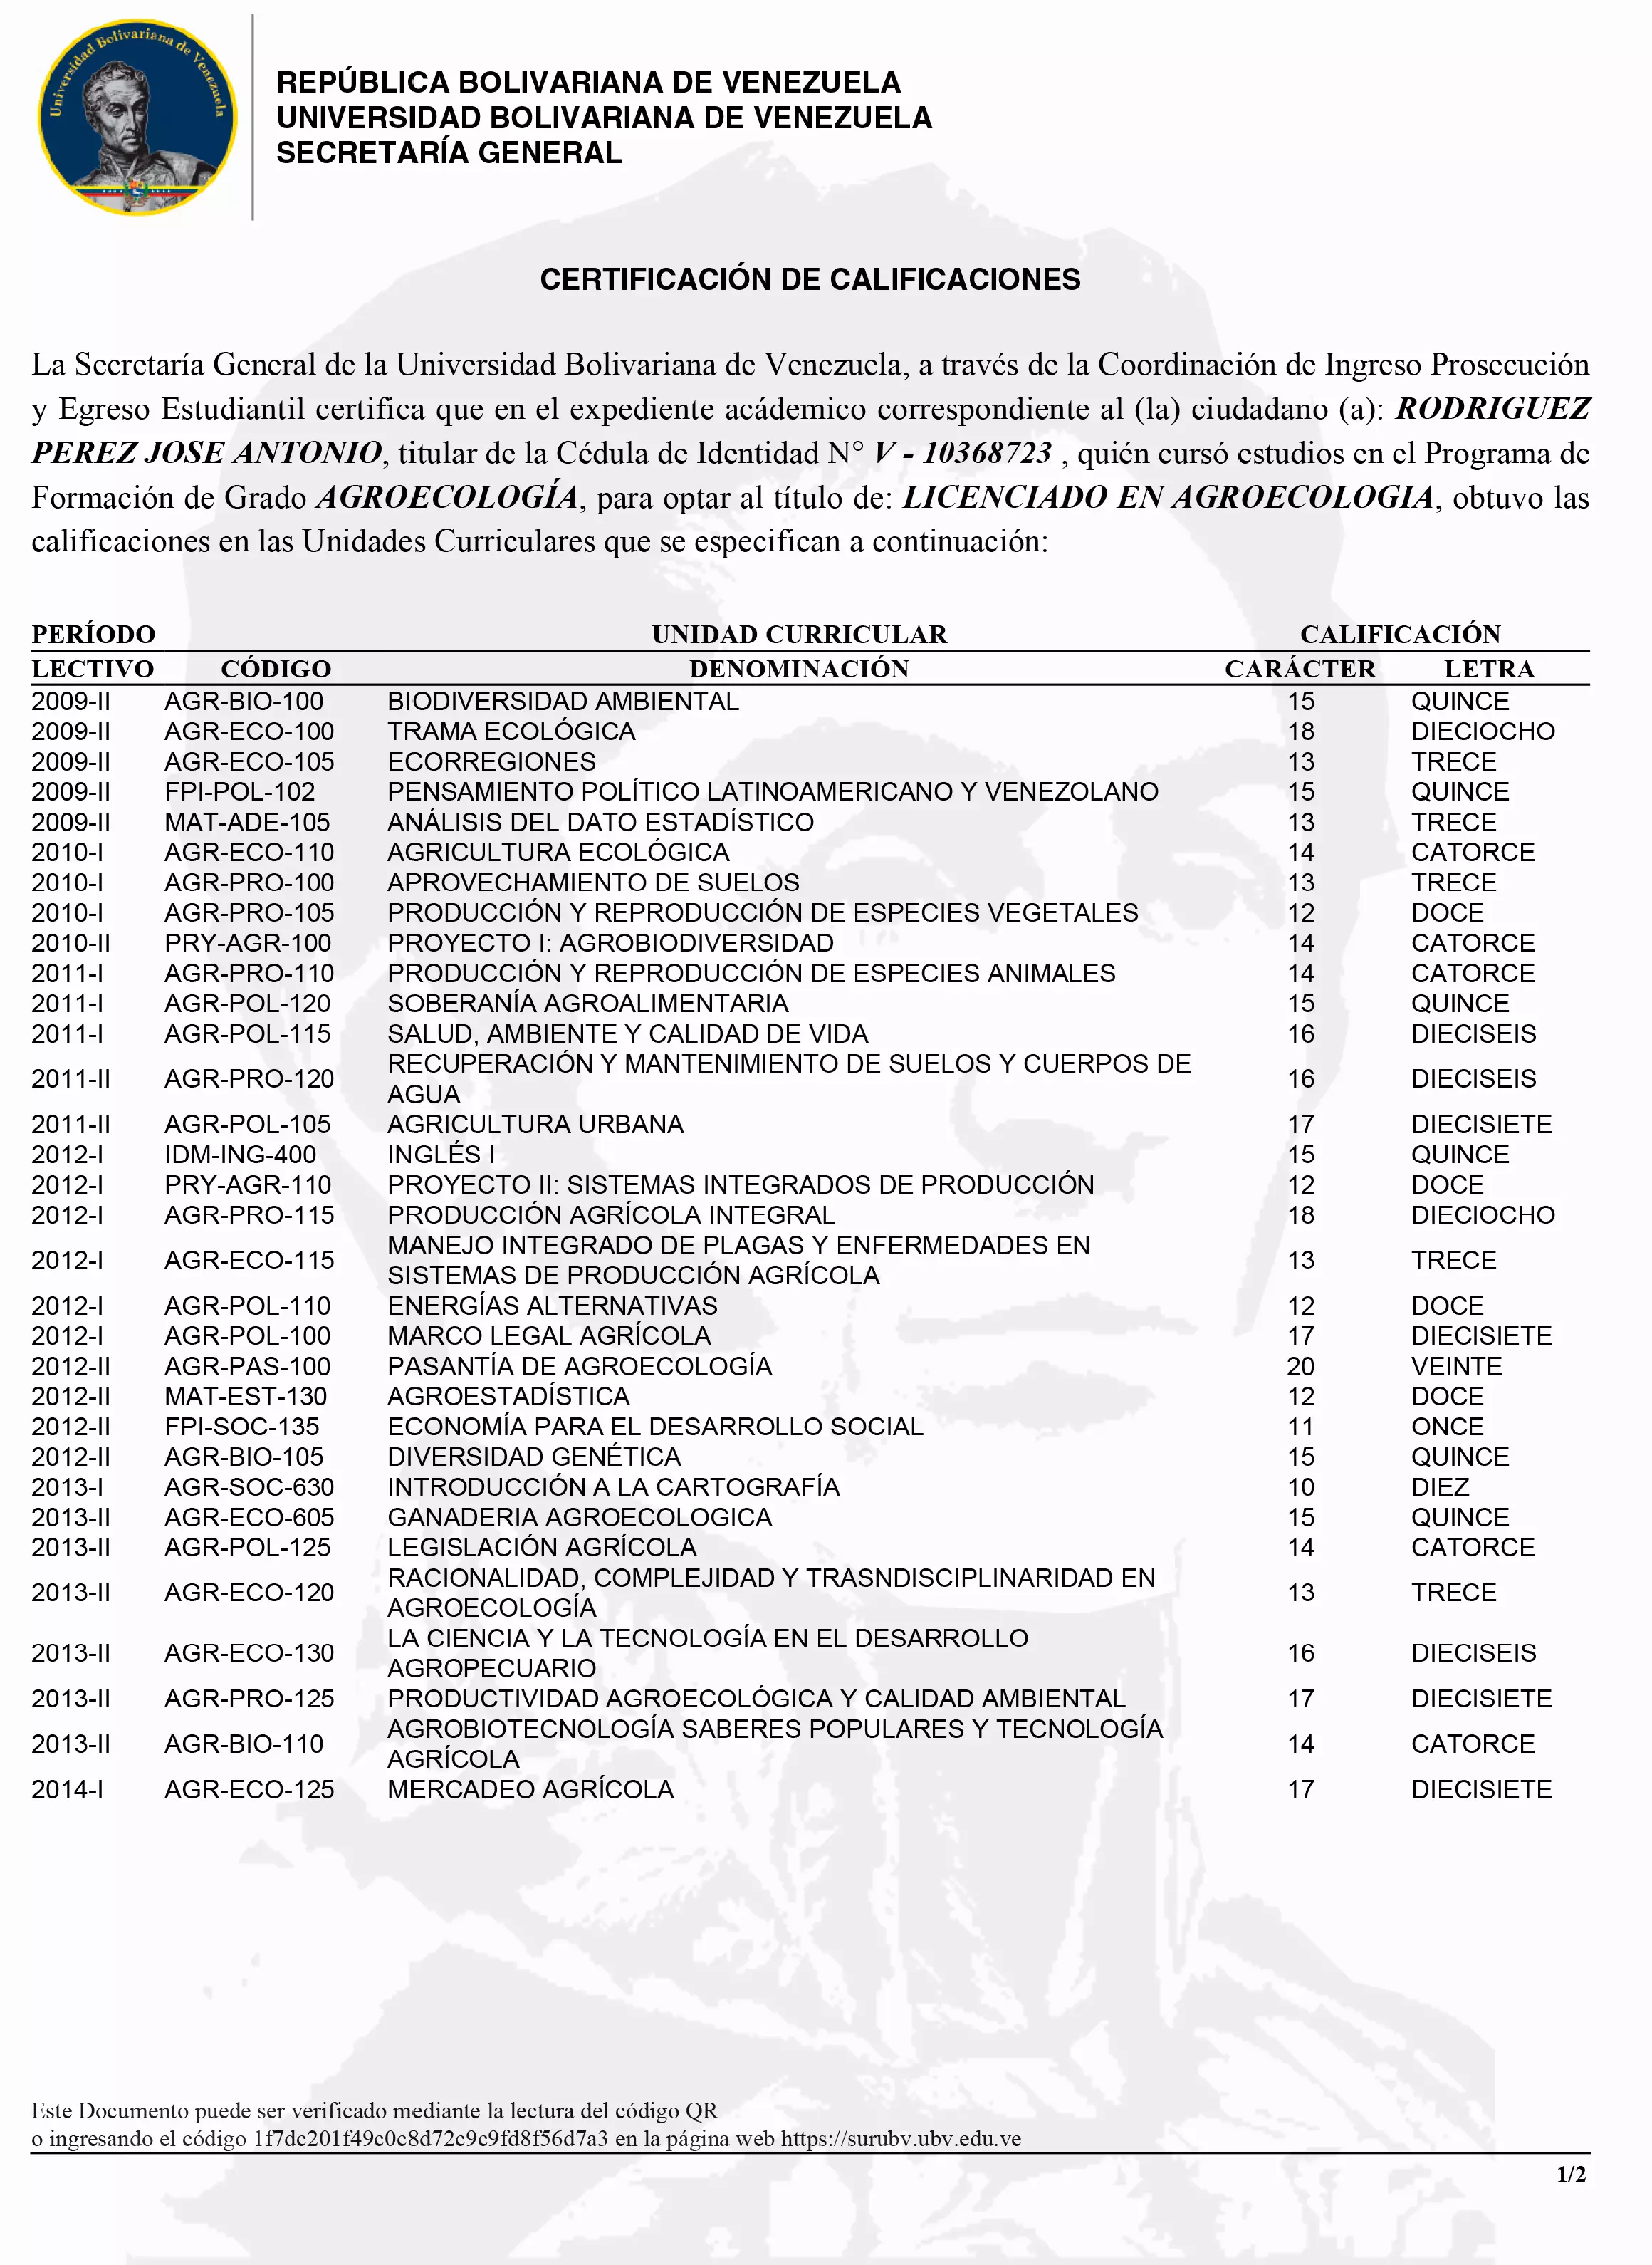 Universidad Bolivariana de Venezuela
REPÚBLICA BOLIVARIANA DE VENEZUELA
UNIVERSIDAD BOLIVARIANA DE VENEZUELA
SECRETARÍA GENERAL
CERTIFICACIÓN DE CALIFICACIONES
La Secretaría General de la Universidad Bolivariana de Venezuela, a través de la Coordinación de Ingreso Prosecución
y Egreso Estudiantil certifica que en el expediente acádemico correspondiente al (la) ciudadano (a): RODRIGUEZ
PEREZ JOSE ANTONIO, titular de la Cédula de Identidad N° V - 10368723 , quién cursó estudios en el Programa de
Formación de Grado AGROECOLOGÍA, para optar al título de: LICENCIADO EN AGROECOLOGIA, obtuvo las
calificaciones en las Unidades Curriculares que se especifican a continuación:
PERÍODO UNIDAD CURRICULAR CALIFICACIÓN
LECTIVO CÓDIGO DENOMINACIÓN CARÁCTER LETRA
2009-II AGR-BIO-100 BIODIVERSIDAD AMBIENTAL 15 QUINCE
2009-II AGR-ECO-100 TRAMA ECOLÓGICA 18 DIECIOCHO
2009-II AGR-ECO-105 ECORREGIONES 13 TRECE
2009-II FPI-POL-102 PENSAMIENTO POLÍTICO LATINOAMERICANO Y VENEZOLANO 15 QUINCE
2009-II MAT-ADE-105 ANÁLISIS DEL DATO ESTADÍSTICO 13 TRECE
2010-I AGR-ECO-110 AGRICULTURA ECOLÓGICA 14 CATORCE
2010-I AGR-PRO-100 APROVECHAMIENTO DE SUELOS 13 TRECE
2010-I AGR-PRO-105 PRODUCCIÓN Y REPRODUCCIÓN DE ESPECIES VEGETALES 12 DOCE
2010-II PRY-AGR-100 PROYECTO I: AGROBIODIVERSIDAD 14 CATORCE
2011-I AGR-PRO-110 PRODUCCIÓN Y REPRODUCCIÓN DE ESPECIES ANIMALES 14 CATORCE
2011-I AGR-POL-120 SOBERANÍA AGROALIMENTARIA 15 QUINCE
2011-I AGR-POL-115 SALUD, AMBIENTE Y CALIDAD DE VIDA 16 DIECISEIS
2011-II AGR-PRO-120 RECUPERACIÓN Y MANTENIMIENTO DE SUELOS Y CUERPOS DE
AGUA 16 DIECISEIS
2011-II AGR-POL-105 AGRICULTURA URBANA 17 DIECISIETE
2012-I IDM-ING-400 INGLÉS I 15 QUINCE
2012-I PRY-AGR-110 PROYECTO II: SISTEMAS INTEGRADOS DE PRODUCCIÓN 12 DOCE
2012-I AGR-PRO-115 PRODUCCIÓN AGRÍCOLA INTEGRAL 18 DIECIOCHO
2012-I AGR-ECO-115 MANEJO INTEGRADO DE PLAGAS Y ENFERMEDADES EN
SISTEMAS DE PRODUCCIÓN AGRÍCOLA 13 TRECE
2012-I AGR-POL-110 ENERGÍAS ALTERNATIVAS 12 DOCE
2012-I AGR-POL-100 MARCO LEGAL AGRÍCOLA 17 DIECISIETE
2012-II AGR-PAS-100 PASANTÍA DE AGROECOLOGÍA 20 VEINTE
2012-II MAT-EST-130 AGROESTADÍSTICA 12 DOCE
2012-II FPI-SOC-135 ECONOMÍA PARA EL DESARROLLO SOCIAL 11 ONCE
2012-II AGR-BIO-105 DIVERSIDAD GENÉTICA 15 QUINCE
2013-I AGR-SOC-630 INTRODUCCIÓN A LA CARTOGRAFÍA 10 DIEZ
2013-II AGR-ECO-605 GANADERIA AGROECOLOGICA 15 QUINCE
2013-II AGR-POL-125 LEGISLACIÓN AGRÍCOLA 14 CATORCE
2013-II AGR-ECO-120 RACIONALIDAD, COMPLEJIDAD Y TRASNDISCIPLINARIDAD EN
AGROECOLOGÍA 13 TRECE
2013-II AGR-ECO-130 LA CIENCIA Y LA TECNOLOGÍA EN EL DESARROLLO
AGROPECUARIO 16 DIECISEIS
2013-II AGR-PRO-125 PRODUCTIVIDAD AGROECOLÓGICA Y CALIDAD AMBIENTAL 17 DIECISIETE
2013-II AGR-BIO-110 AGROBIOTECNOLOGÍA SABERES POPULARES Y TECNOLOGÍA
AGRÍCOLA 14 CATORCE
2014-I AGR-ECO-125 MERCADEO AGRÍCOLA 17 DIECISIETE
Este Documento puede ser verificado mediante la lectura del código QR
o ingresando el código 1f7dc201f49c0c8d72c9c9fd8f56d7a3 en la página web https://surubv.ubv.edu.ve
1/2